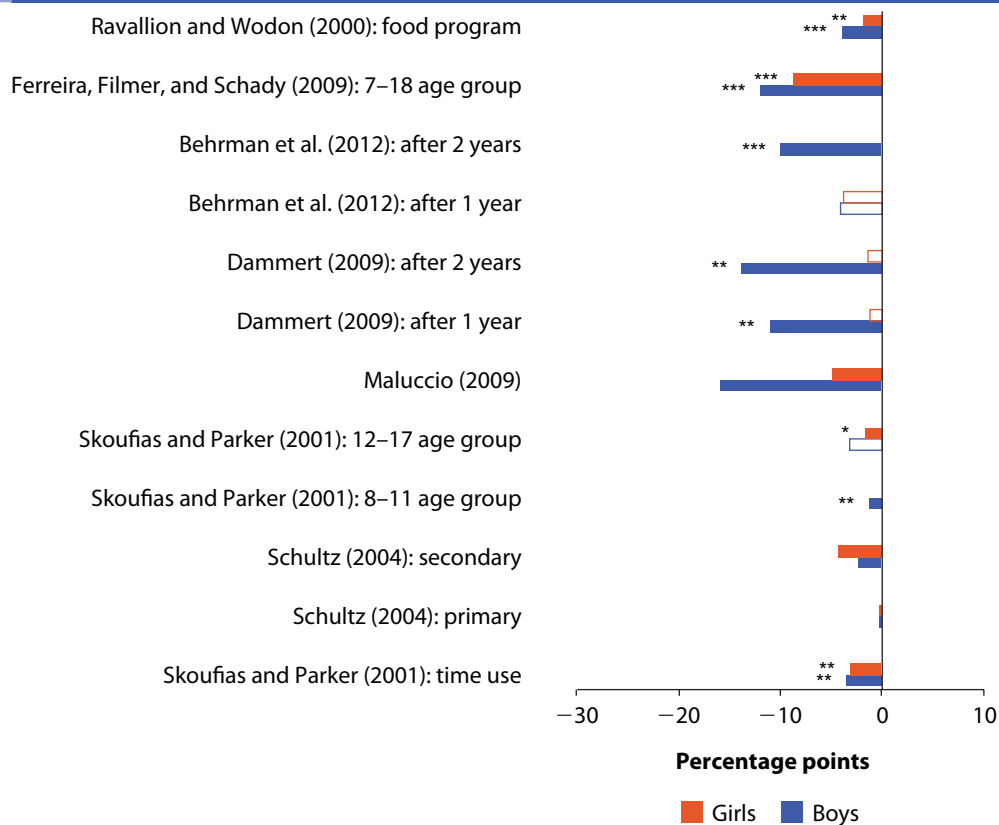 Ravallion and Wodon (2000): food program
**
***
Ferreira, Filmer, and Schady (2009): 7–18 age group
***
***
Behrman et al. (2012): after 2 years
***
Behrman et al. (2012): after 1 year
Dammert (2009): after 2 years
**
Dammert (2009): after 1 year
**
Maluccio (2009)
Skoufias and Parker (2001): 12–17 age group
*
Skoufias and Parker (2001): 8–11 age group
**
Schultz (2004): secondary
Schultz (2004): primary
Skoufias and Parker (2001): time use
**
**
−30 −20 −10 0 10
Percentage points
Girls Boys